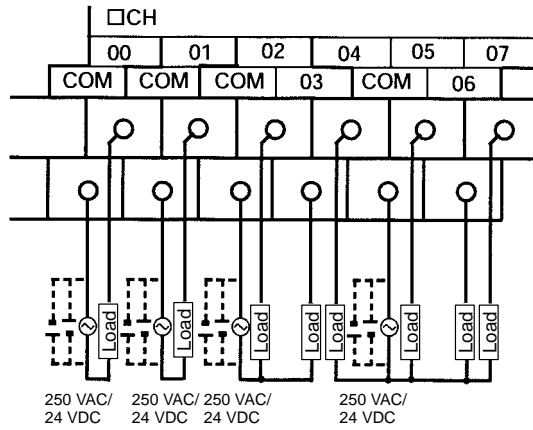 □CH
00 01 02 04 05 07
COM COM COM 03 COM 06
Load Load Load Load Load Load Load Load
250 VAC/ 250 VAC/ 250 VAC/ 250 VAC/
24 VDC 24 VDC 24 VDC 24 VDC